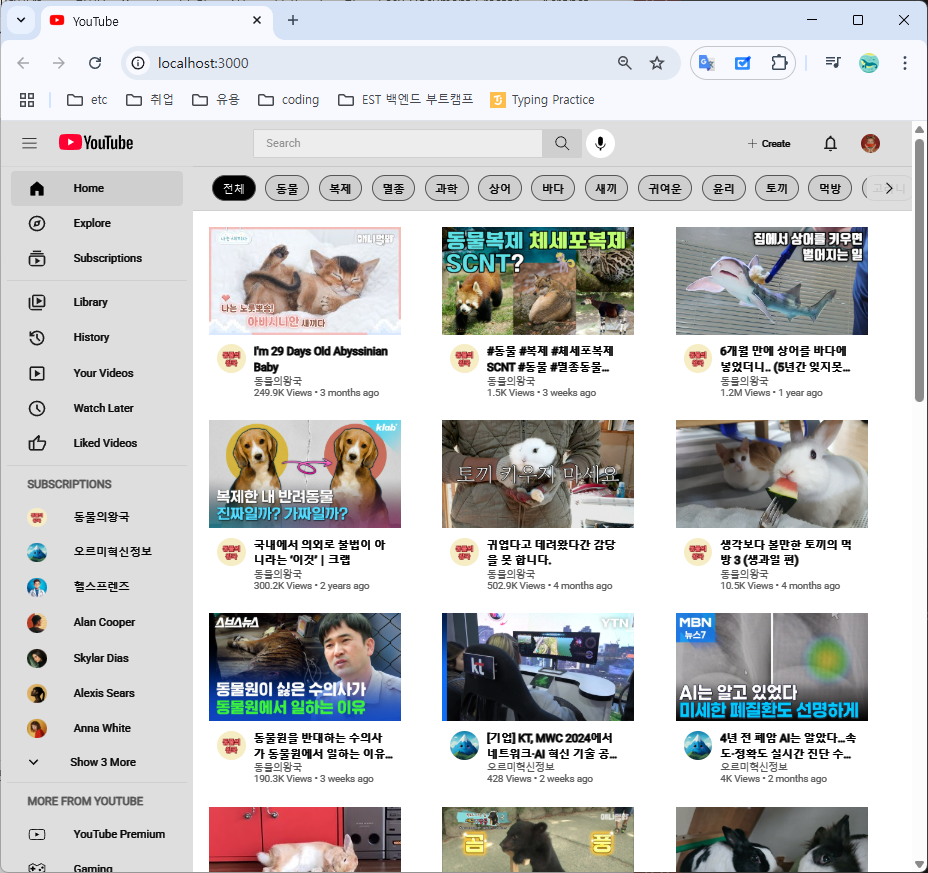 YouTube
localhost:3000
etc
취업
유용
coding
EST 백엔드 부트캠프
Typing Practice
YouTube
Search
+ Create
Home
Explore
Subscriptions
Library
History
Your Videos
Watch Later
Liked Videos
SUBSCRIPTIONS
동물의왕국
오르미혁신정보
헬스프렌즈
Alan Cooper
Skylar Dias
Alexis Sears
Anna White
Show 3 More
MORE FROM YOUTUBE
YouTube Premium
Gaming
전체
동물
복제
멸종
과학
상어
바다
새끼
귀여운
윤리
토끼
먹방
애니멀봐
나는 노르웨이
아바시니안 새끼다
I'm 29 Days Old Abyssinian
Baby
동물의왕국
249.9K Views • 3 months ago
동물복제 체세포복제
SCNT?
#동물 #복제 #체세포복제
SCNT #동물 #멸종동물...
동물의왕국
1.5K Views • 3 weeks ago
집에서 상어를 키우면
벌어지는 일
6개월 만에 상어를 바다에
넣었더니.. (5년간 잊지못...
동물의왕국
1.2M Views • 1 year ago
klab
복제한 내 반려동물
진짜일까? 가짜일까?
국내에서 의외로 불법이 아
니라는 '이것' | 크랩
동물의왕국
300.2K Views • 2 years ago
토끼 키우지 마세요
귀엽다고 데려왔다간 감당
을 못 합니다.
동물의왕국
502.9K Views • 4 months ago
생각보다 볼만한 토끼의 먹
방 3 (생과일 편)
동물의왕국
10.5K Views • 4 months ago
스브스뉴스
동물원이 싫은 수의사가
동물원에서 일하는 이유
동물원을 반대하는 수의사
가 동물원에서 일하는 이유...
동물의왕국
190.3K Views • 3 weeks ago
YTN
kt
[기업] KT, MWC 2024에서
네트워크·AI 혁신 기술 공...
오르미혁신정보
428 Views • 2 weeks ago
MBN
뉴스7
AI는 알고 있었다
미세한 폐질환도 선명하게
4년 전 폐암 AI는 알았다...속
도·정확도 실시간 진단 수...
오르미혁신정보
4K Views • 2 months ago
곰
퐁